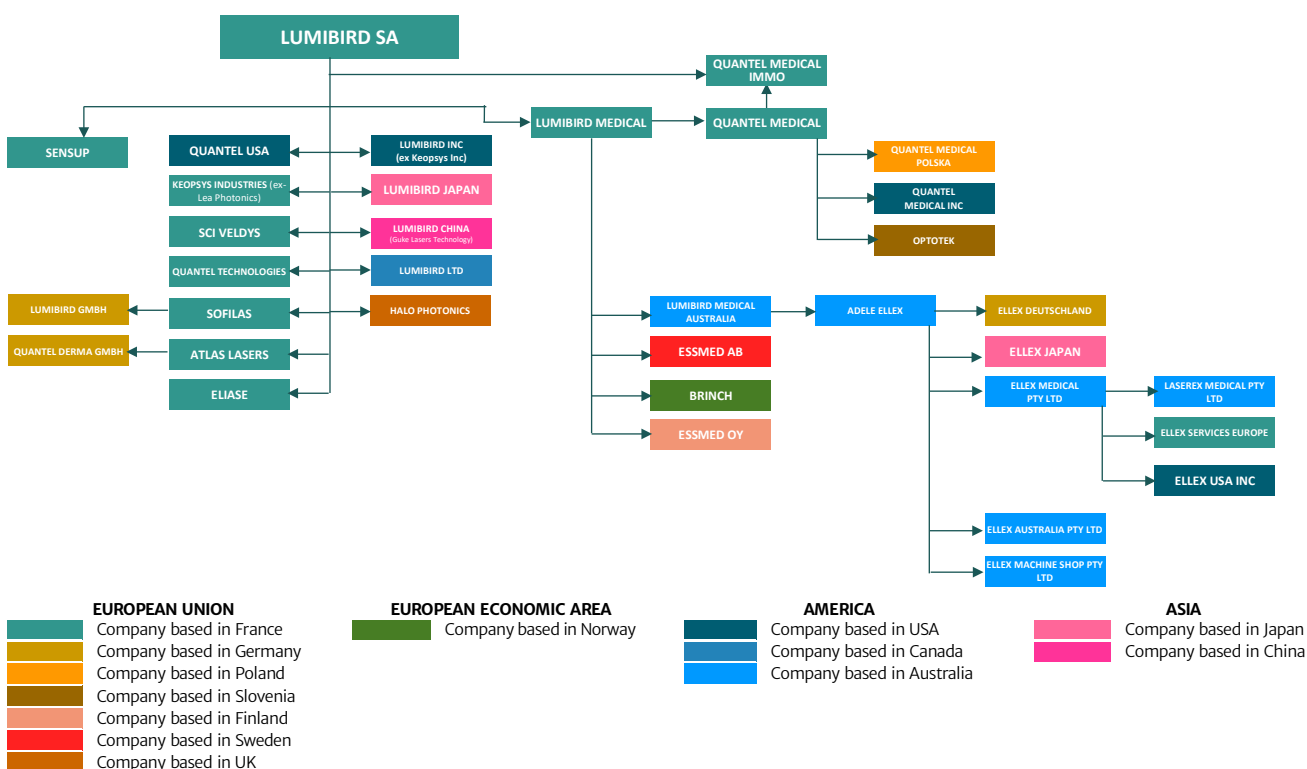 LUMIBIRD SA
QUANTEL MEDICAL
IMMO
LUMIBIRD MEDICAL
QUANTEL MEDICAL
SENSUP
QUANTEL USA
LUMIBIRD INC
(ex Keopsys Inc)
QUANTEL MEDICAL
POLSKA
KEOPSYS INDUSTRIES (ex-
Lea Photonics)
LUMIBIRD JAPAN
QUANTEL
MEDICAL INC
SCI VELDYS
LUMIBIRD CHINA
(Guke Lasers Technology)
OPTOTEK
QUANTEL TECHNOLOGIES
LUMIBIRD LTD
LUMIBIRD GMBH
SOFILAS
HALO PHOTONICS
LUMIBIRD MEDICAL
AUSTRALIA
ADELE ELLEX
ELLEX DEUTSCHLAND
QUANTEL DERMA GMBH
ATLAS LASERS
ESSMED AB
ELLEX JAPAN
ELIASE
BRINCH
ELLEX MEDICAL
PTY LTD
LASEREX MEDICAL PTY
LTD
ESSMED OY
ELLEX SERVICES EUROPE
ELLEX USA INC
ELLEX AUSTRALIA PTY LTD
ELLEX MACHINE SHOP PTY
LTD
EUROPEAN UNION
Company based in France
Company based in Germany
Company based in Poland
Company based in Slovenia
Company based in Finland
Company based in Sweden
Company based in UK
EUROPEAN ECONOMIC AREA
Company based in Norway
AMERICA
Company based in USA
Company based in Canada
Company based in Australia
ASIA
Company based in Japan
Company based in China